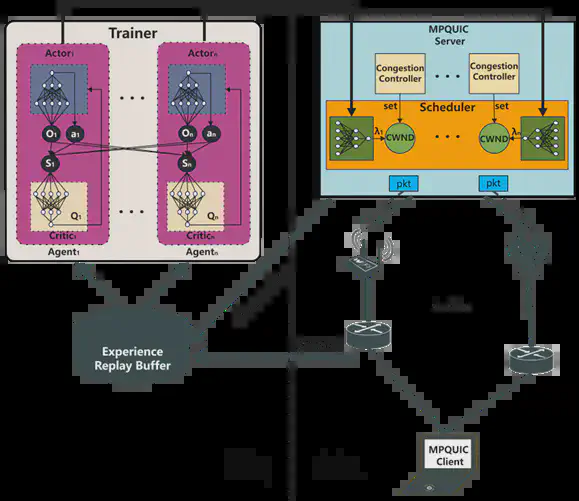 Trainer
Actor₁
Actorₙ
O₁
a₁
Oₙ
aₙ
S₁
Sₙ
Q₁
Qₙ
Critic₁
Criticₙ
Agent₁
Agentₙ
Experience
Replay Buffer
MPQUIC
Server
Congestion
Controller
Congestion
Controller
set
set
Scheduler
λ₁
CWND
CWND
λₙ
pkt
pkt
MPQUIC
Client